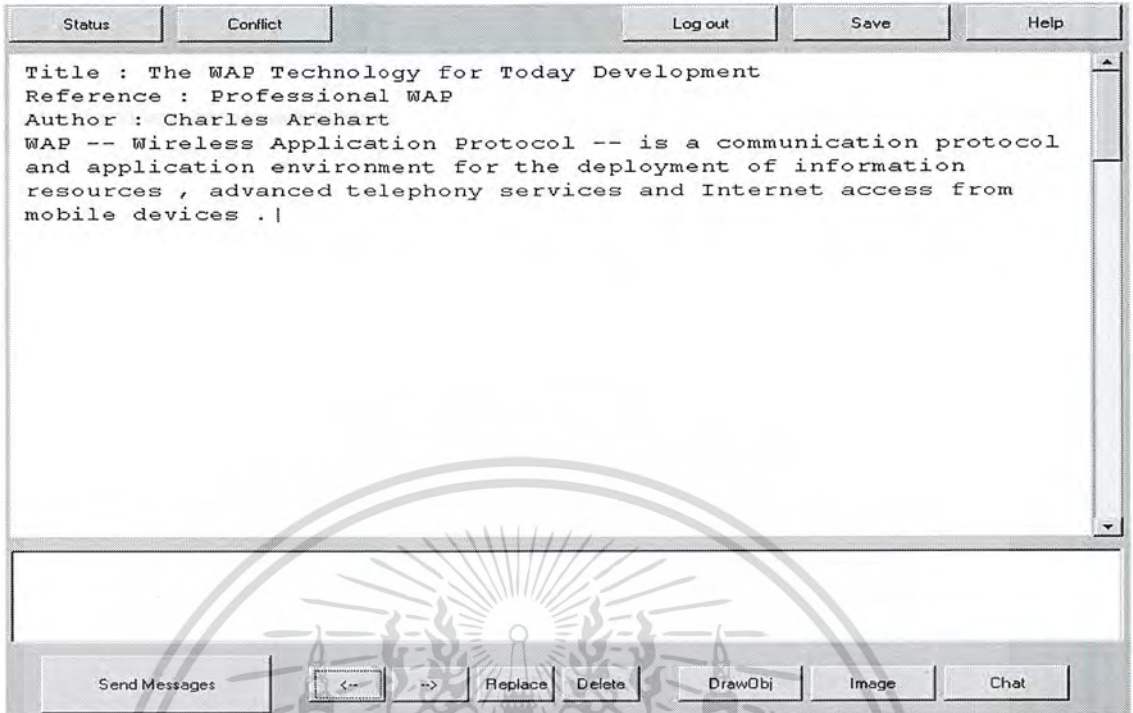 Status Conflict Log out Save Help
Title : The WAP Technology for Today Development
Reference : Professional WAP
Author : Charles Arehart
WAP -- Wireless Application Protocol -- is a communication protocol
and application environment for the deployment of information
resources , advanced telephony services and Internet access from
mobile devices .|
Send Messages <-- --> Replace Delete DrawObj Image Chat